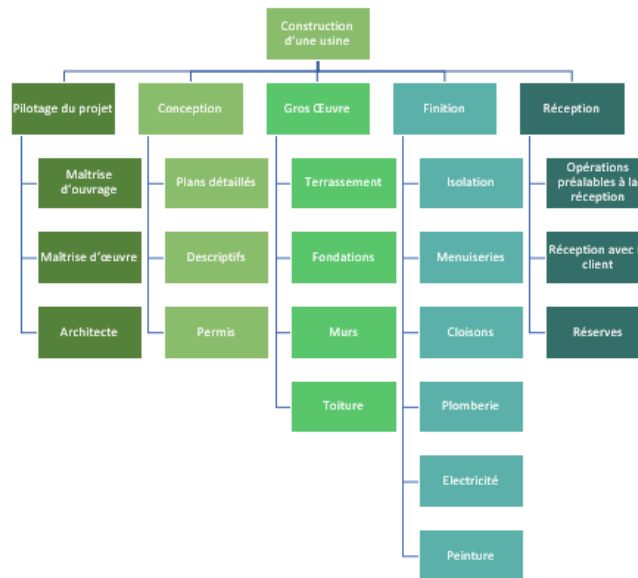 Construction
d'une usine
Pilotage du projet
Conception
Gros Œuvre
Finition
Réception
Maîtrise
d'ouvrage
Maîtrise d'œuvre
Architecte
Plans détaillés
Descriptifs
Permis
Terrassement
Fondations
Murs
Toiture
Isolation
Menuiseries
Cloisons
Plomberie
Electricité
Peinture
Opérations
préalables à la
réception
Réception avec
client
Réserves